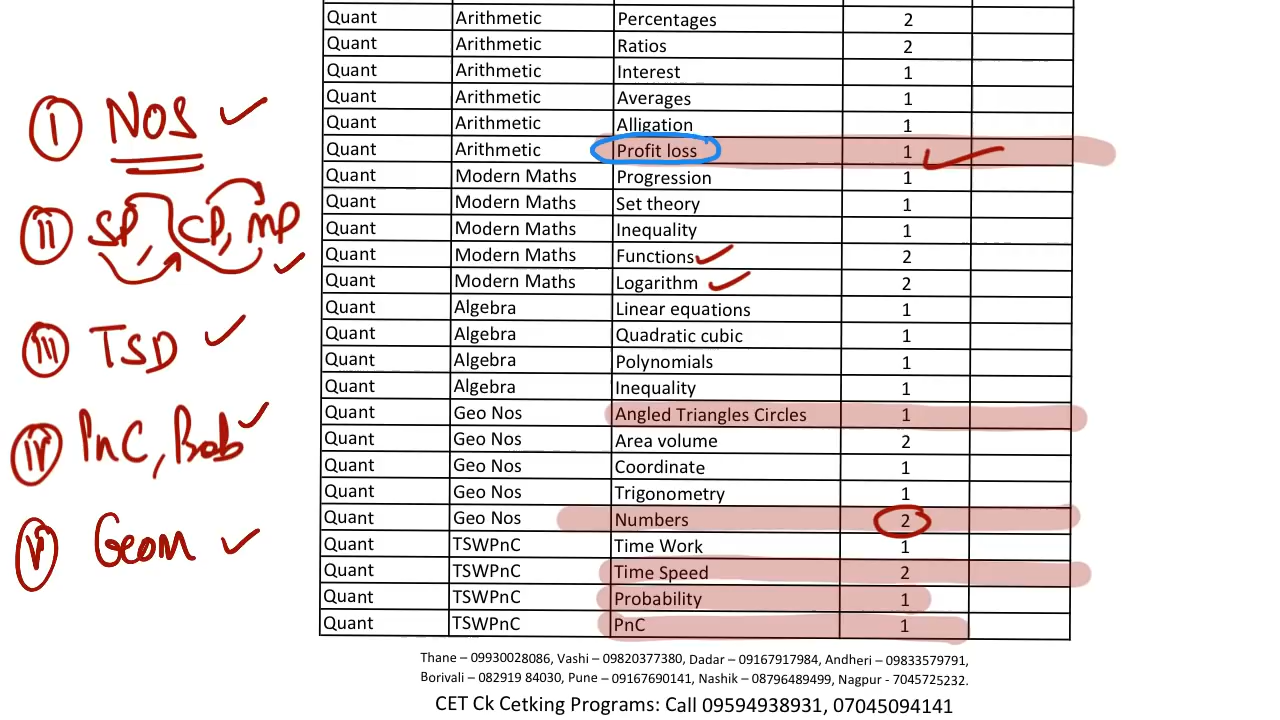 Quant Arithmetic Percentages 2
Quant Arithmetic Ratios 2
Quant Arithmetic Interest 1
Quant Arithmetic Averages 1
Quant Arithmetic Alligation 1
Quant Arithmetic Profit loss 1
Quant Modern Maths Progression 1
Quant Modern Maths Set theory 1
Quant Modern Maths Inequality 1
Quant Modern Maths Functions 2
Quant Modern Maths Logarithm 2
Quant Algebra Linear equations 1
Quant Algebra Quadratic cubic 1
Quant Algebra Polynomials 1
Quant Algebra Inequality 1
Quant Geo Nos Angled Triangles Circles 1
Quant Geo Nos Area volume 2
Quant Geo Nos Coordinate 1
Quant Geo Nos Trigonometry 1
Quant Geo Nos Numbers 2
Quant TSWPnC Time Work 1
Quant TSWPnC Time Speed 2
Quant TSWPnC Probability 1
Quant TSWPnC PnC 1
i NOS
ii SP, CP, MP
iii TSD
iv PnC, Prob
v Geom
Thane – 09930028086, Vashi – 09820377380, Dadar – 09167917984, Andheri – 09833579791,
Borivali – 082919 84030, Pune – 09167690141, Nashik – 08796489499, Nagpur - 7045725232.
CET Ck Cetking Programs: Call 09594938931, 07045094141